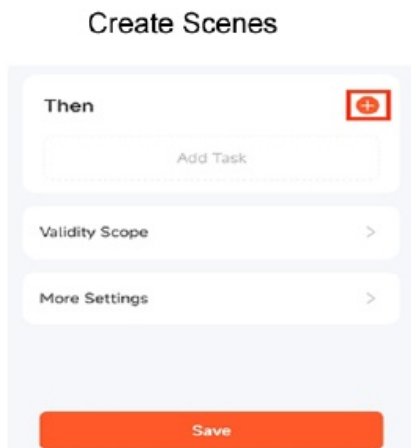 Create Scenes
Then
Add Task
Validity Scope
More Settings
Save